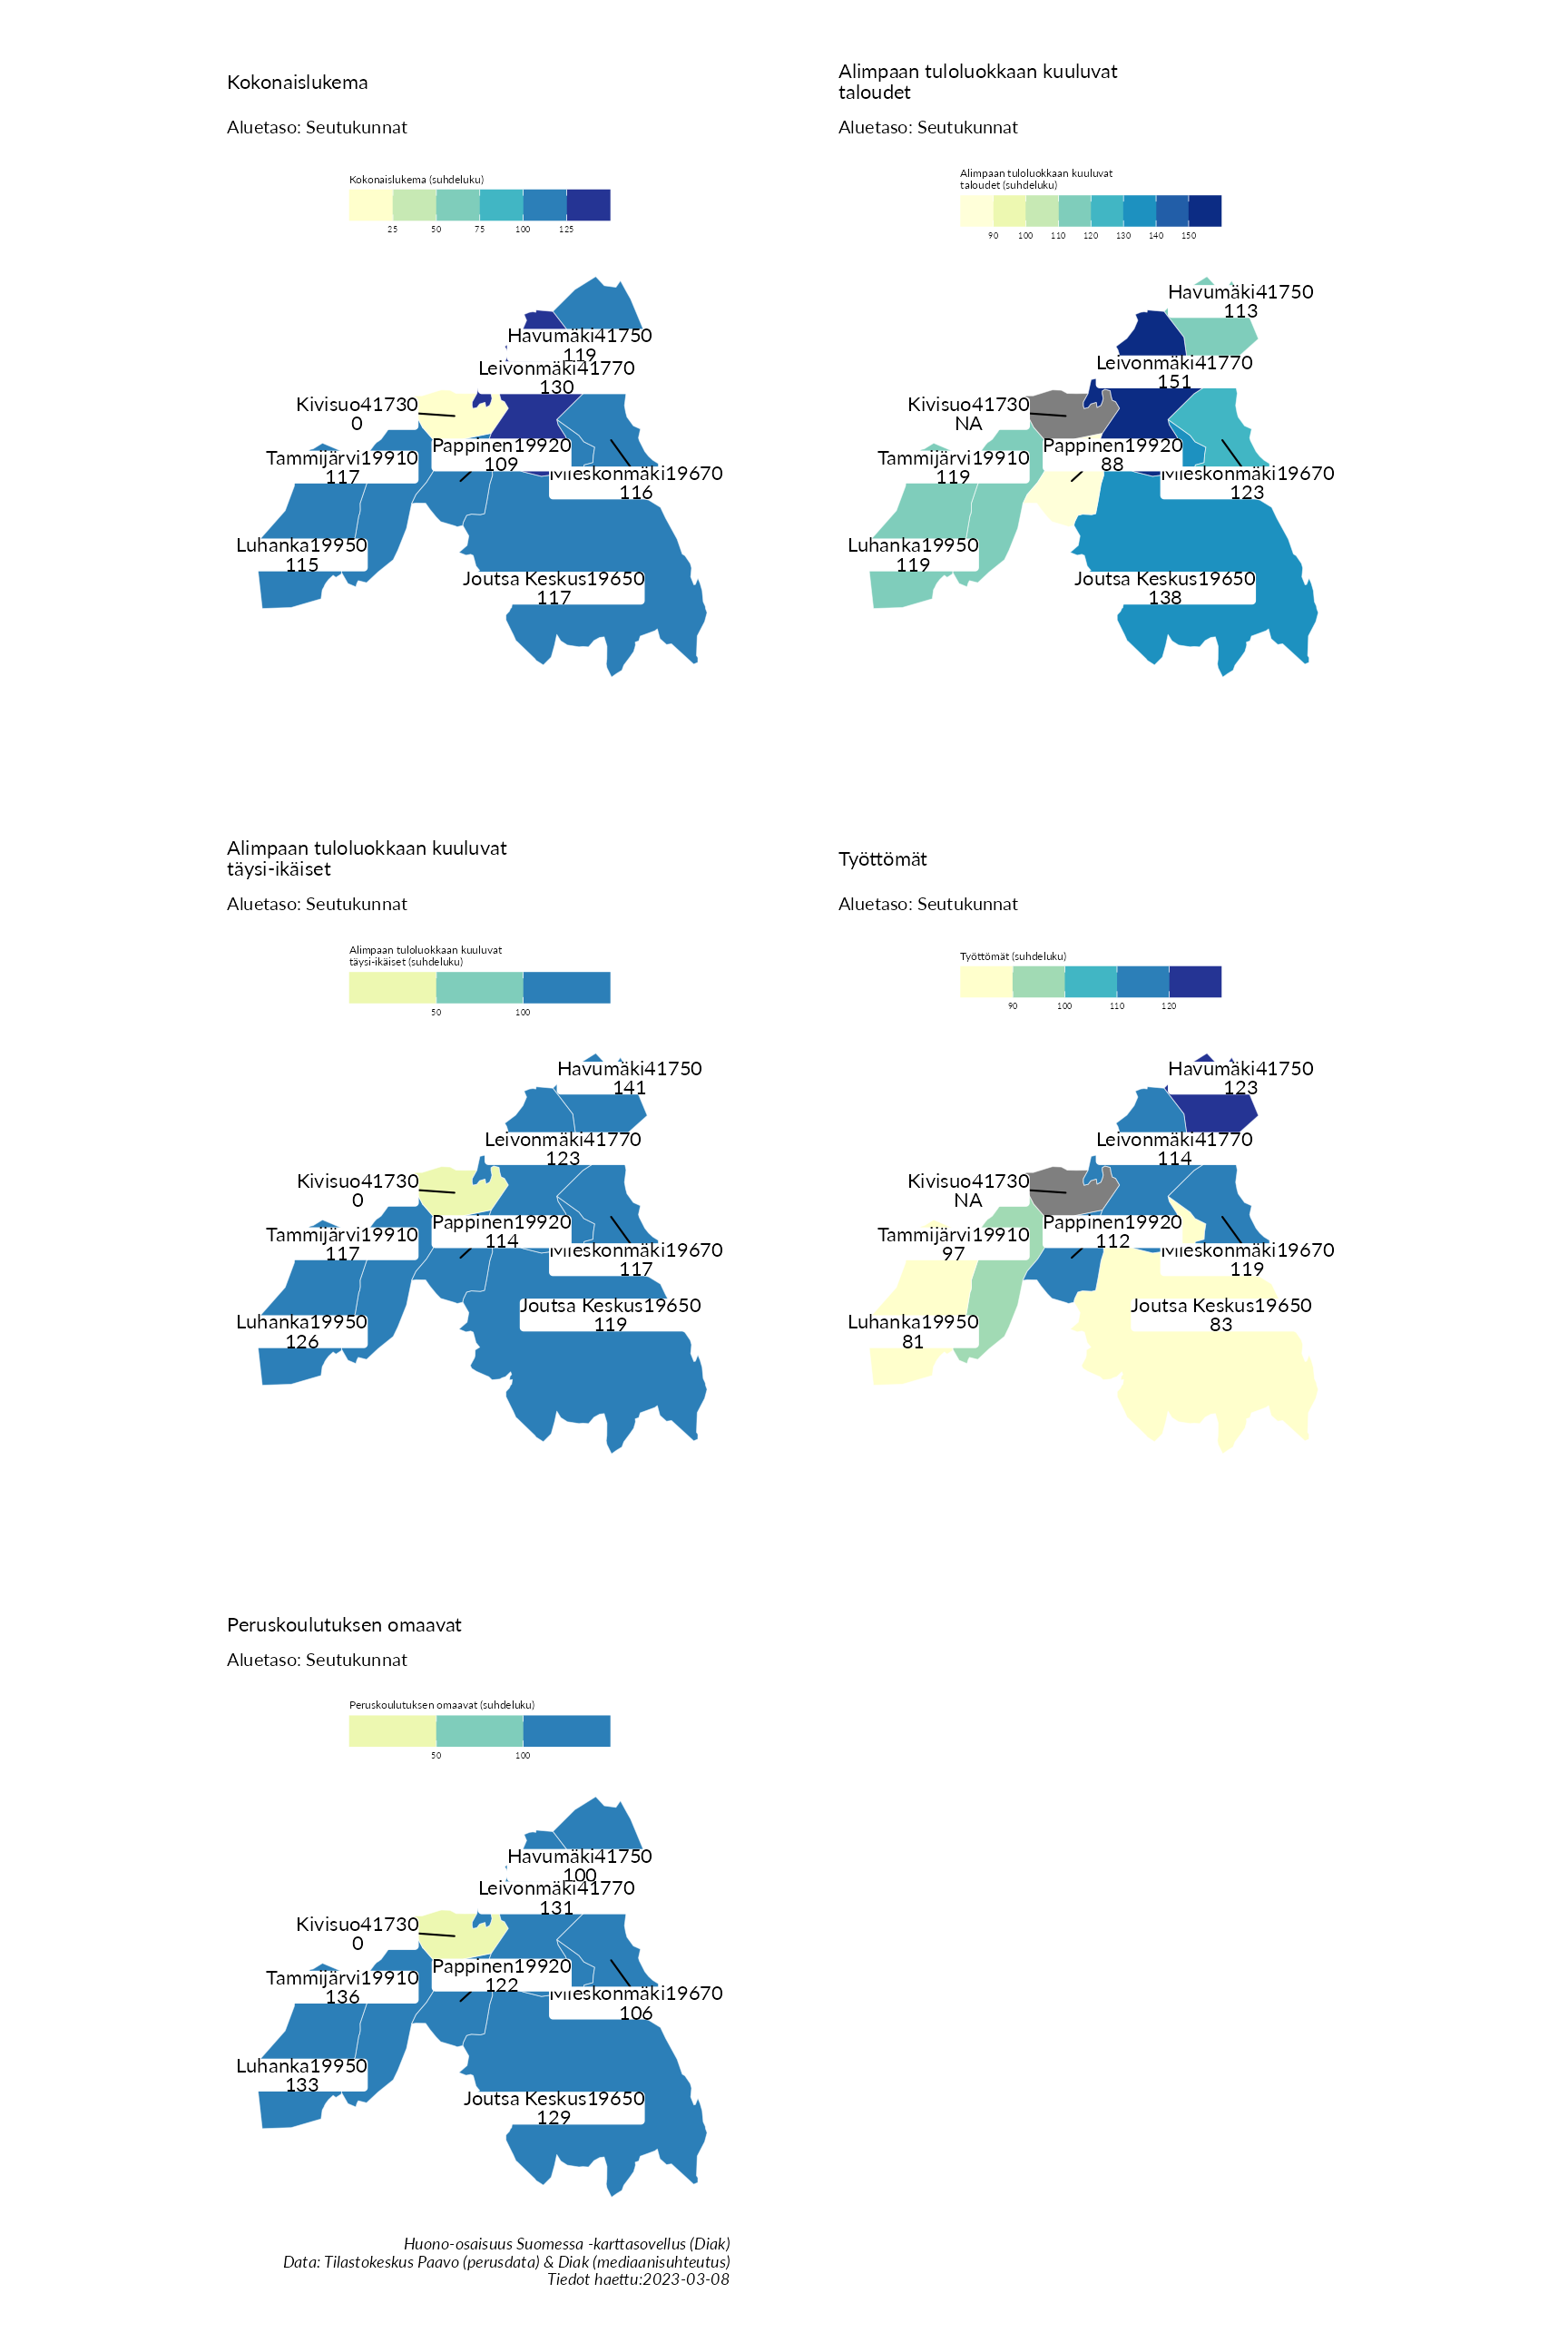 Kokonaislukema
Aluetaso: Seutukunnat
Kokonaislukema (suhdeluku)
25 50 75 100 125
Havumäki41750
119
Leivonmäki41770
130
Kivisuo41730
0
Pappinen19920
109
Tammijärvi19910
117
Mieskonmäki19670
116
Luhanka19950
115
Joutsa Keskus19650
117
Alimpaan tuloluokkaan kuuluvat
taloudet
Aluetaso: Seutukunnat
Alimpaan tuloluokkaan kuuluvat
taloudet (suhdeluku)
90 100 110 120 130 140 150
Havumäki41750
113
Leivonmäki41770
151
Kivisuo41730
NA
Pappinen19920
88
Tammijärvi19910
119
Mieskonmäki19670
123
Luhanka19950
119
Joutsa Keskus19650
138
Alimpaan tuloluokkaan kuuluvat
täysi-ikäiset
Aluetaso: Seutukunnat
Alimpaan tuloluokkaan kuuluvat
täysi-ikäiset (suhdeluku)
50 100
Havumäki41750
141
Leivonmäki41770
123
Kivisuo41730
0
Pappinen19920
114
Tammijärvi19910
117
Mieskonmäki19670
117
Joutsa Keskus19650
119
Luhanka19950
126
Työttömät
Aluetaso: Seutukunnat
Työttömät (suhdeluku)
90 100 110 120
Havumäki41750
123
Leivonmäki41770
114
Kivisuo41730
NA
Pappinen19920
112
Tammijärvi19910
97
Mieskonmäki19670
119
Joutsa Keskus19650
83
Luhanka19950
81
Peruskoulutuksen omaavat
Aluetaso: Seutukunnat
Peruskoulutuksen omaavat (suhdeluku)
50 100
Havumäki41750
100
Leivonmäki41770
131
Kivisuo41730
0
Pappinen19920
122
Tammijärvi19910
136
Mieskonmäki19670
106
Luhanka19950
133
Joutsa Keskus19650
129
Huono-osaisuus Suomessa -karttasovellus (Diak)
Data: Tilastokeskus Paavo (perusdata) & Diak (mediaanisuhteutus)
Tiedot haettu:2023-03-08